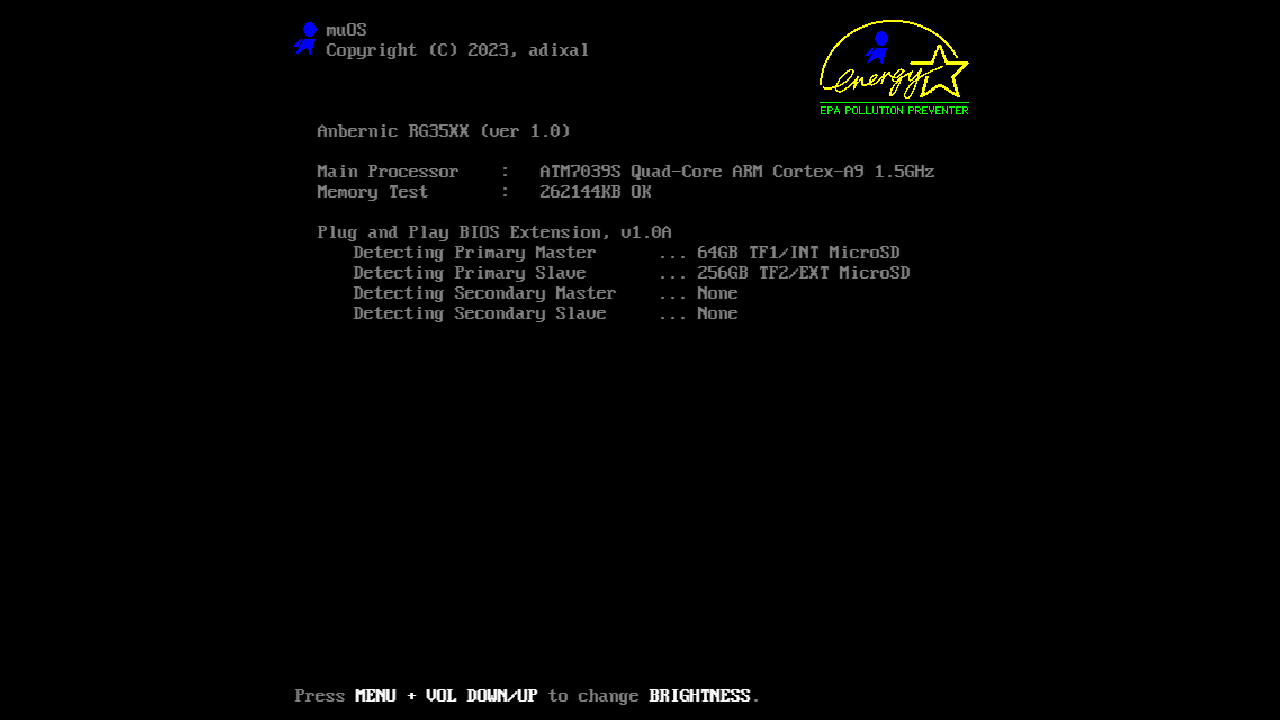 muOS
Copyright (C) 2023, adixal
energy
EPA POLLUTION PREVENTER
Anbernic RG35XX (ver 1.0)
Main Processor : ATM7039S Quad-Core ARM Cortex-A9 1.5GHz
Memory Test : 262144KB OK
Plug and Play BIOS Extension, v1.0A
Detecting Primary Master ... 64GB TF1/INT MicroSD
Detecting Primary Slave ... 256GB TF2/EXT MicroSD
Detecting Secondary Master ... None
Detecting Secondary Slave ... None
Press MENU + VOL DOWN/UP to change BRIGHTNESS.